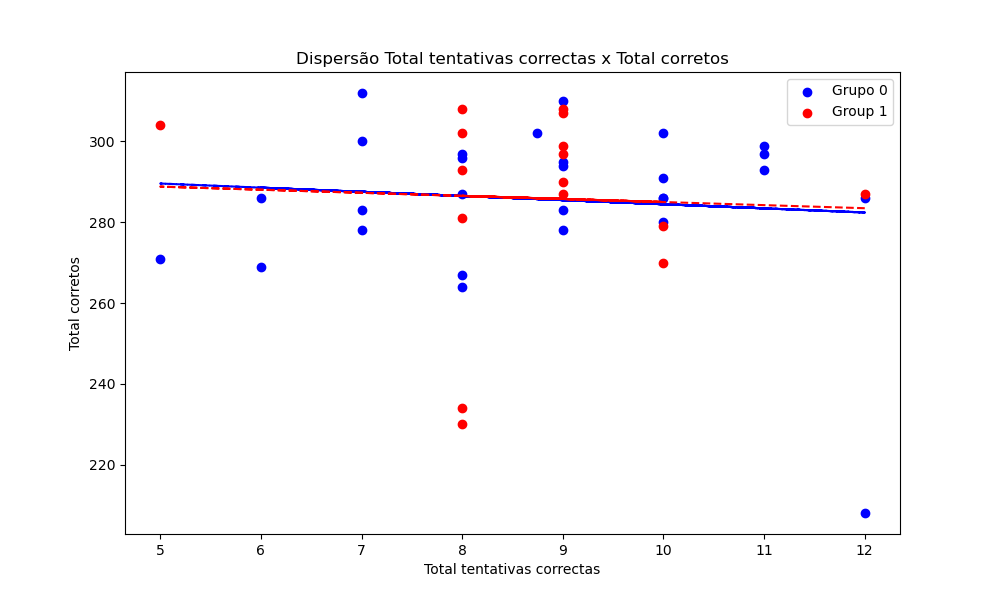 Dispersão Total tentativas correctas x Total corretos
Grupo 0
Group 1
Total corretos
300
280
260
240
220
5 6 7 8 9 10 11 12
Total tentativas correctas